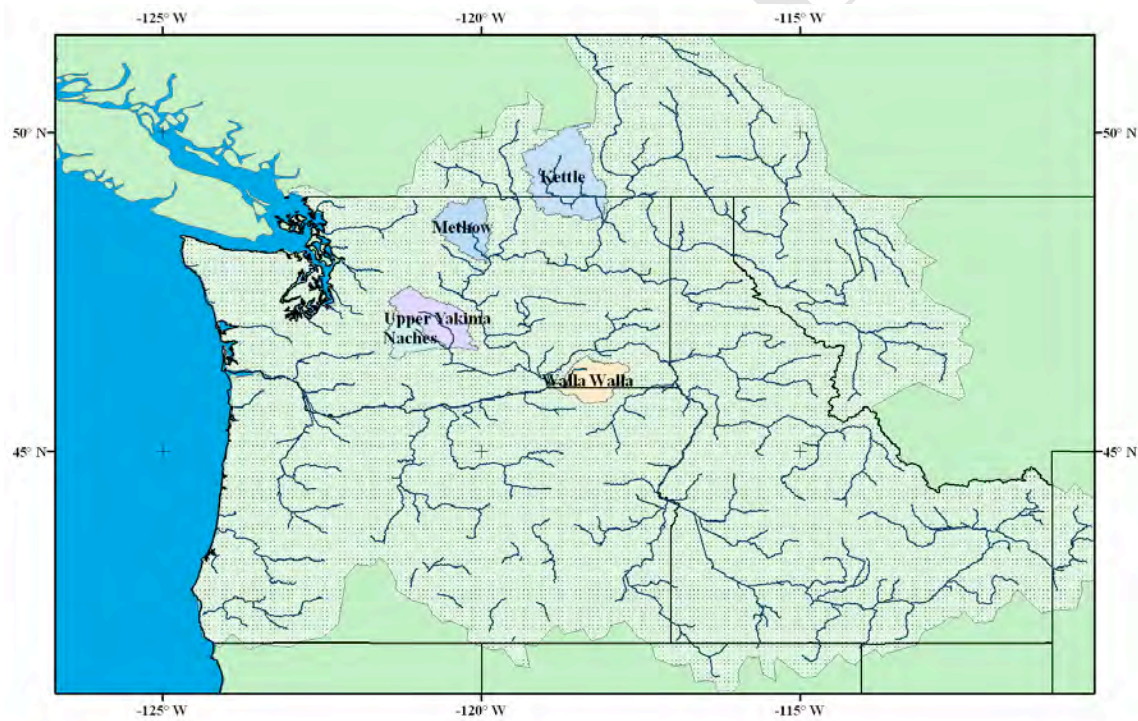 -125° W -120° W -115° W
50° N 50° N
Kettle
Methow
Upper Yakima
Naches
Walla Walla
45° N 45° N
-125° W -120° W -115° W